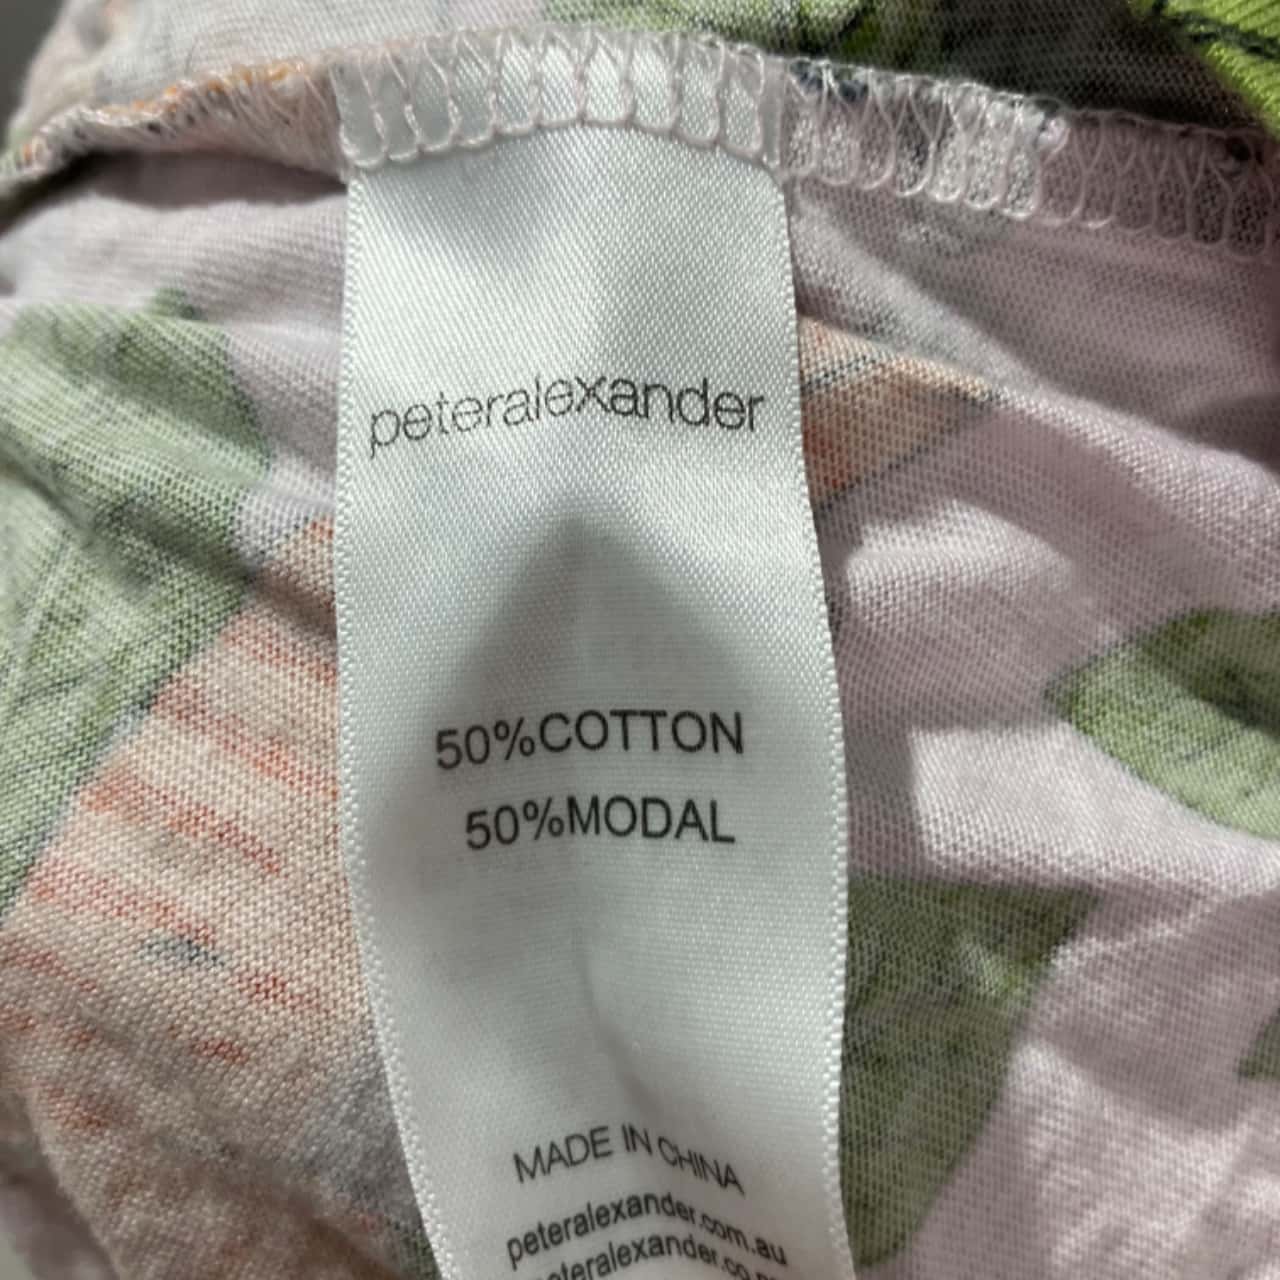 peteralexander
50%COTTON
50%MODAL
MADE IN CHINA
peteralexander.com.au